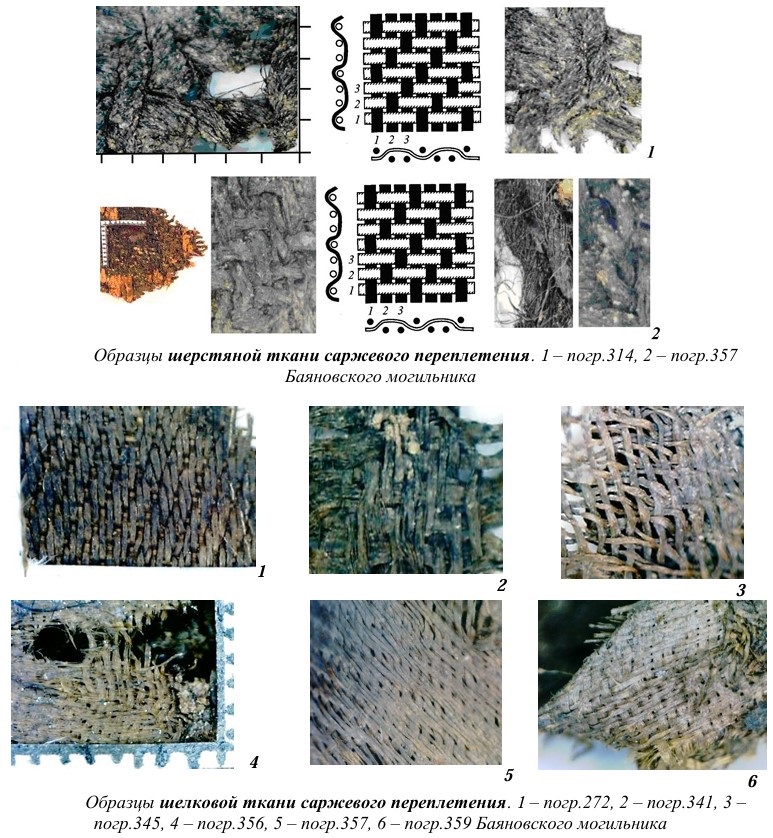 3
2
1
1 2 3
1
3
2
1
1 2 3
2
Образцы шерстяной ткани саржевого переплетения. 1 – погр.314, 2 – погр.357
Баяновского могильника
1
2
3
4
5
6
Образцы шелковой ткани саржевого переплетения. 1 – погр.272, 2 – погр.341, 3 –
погр.345, 4 – погр.356, 5 – погр.357, 6 – погр.359 Баяновского могильника